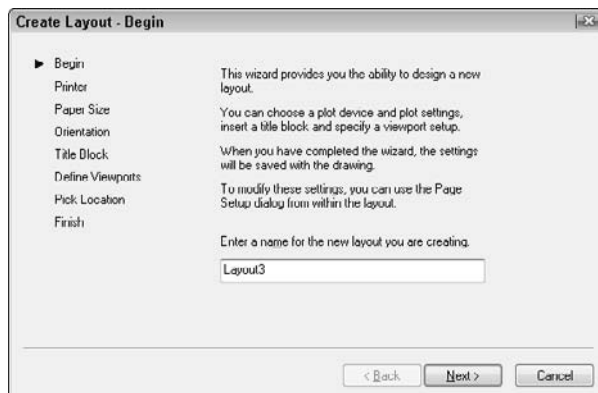 Create Layout - Begin
Begin
Printer
Paper Size
Orientation
Title Block
Define Viewports
Pick Location
Finish
This wizard provides you the ability to design a new
layout.
You can choose a plot device and plot settings,
insert a title block and specify a viewport setup.
When you have completed the wizard, the settings
will be saved with the drawing.
To modify these settings, you can use the Page
Setup dialog from within the layout.
Enter a name for the new layout you are creating.
Layout3
< Back
Next >
Cancel